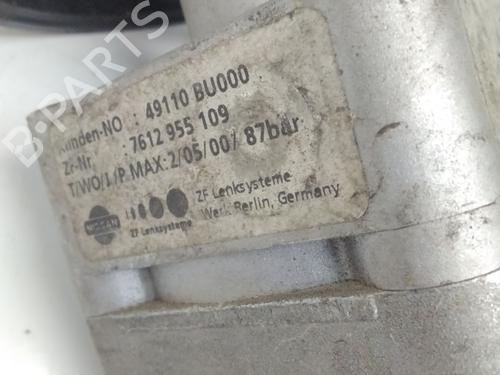 Kunden-NO : 49110 BU000
Zf-Nr. : 7612 955 109
T/WO/L/P.MAX: 2/05/00/ 87bar
NISSAN
ZF Lenksysteme
ZF Lenksysteme
Werk Berlin, Germany
B-PARTS